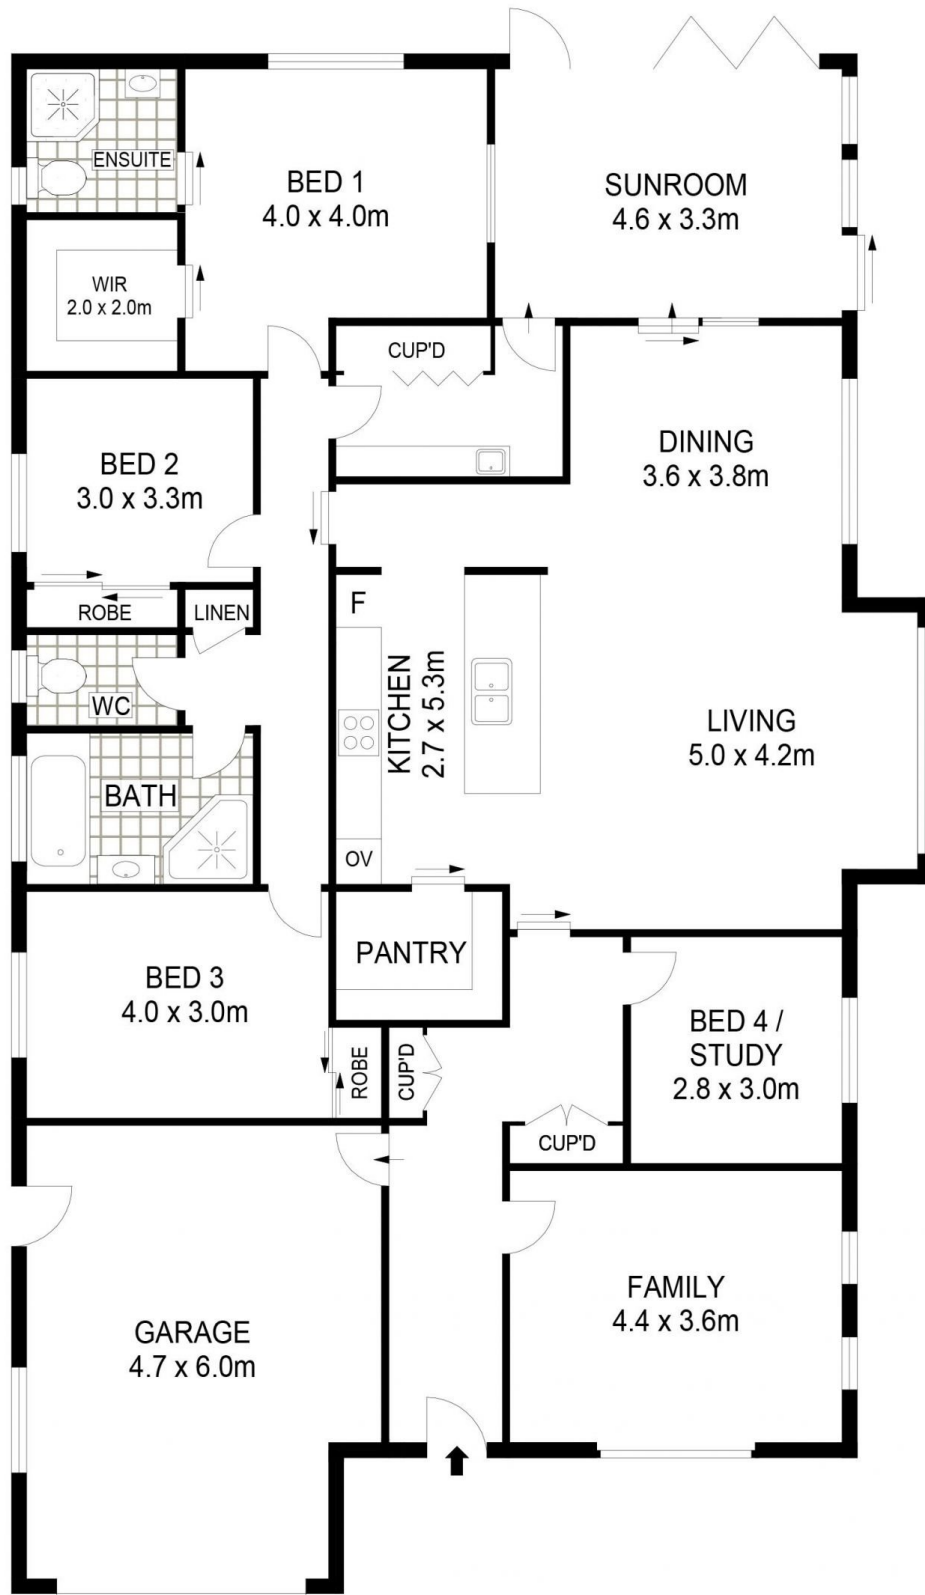 ENSUITE
BED 1
4.0 x 4.0m
SUNROOM
4.6 x 3.3m
WIR
2.0 x 2.0m
CUP'D
BED 2
3.0 x 3.3m
DINING
3.6 x 3.8m
ROBE
LINEN
F
WC
KITCHEN
2.7 x 5.3m
LIVING
5.0 x 4.2m
BATH
OV
PANTRY
BED 3
4.0 x 3.0m
ROBE
CUP'D
BED 4 /
STUDY
2.8 x 3.0m
CUP'D
FAMILY
4.4 x 3.6m
GARAGE
4.7 x 6.0m